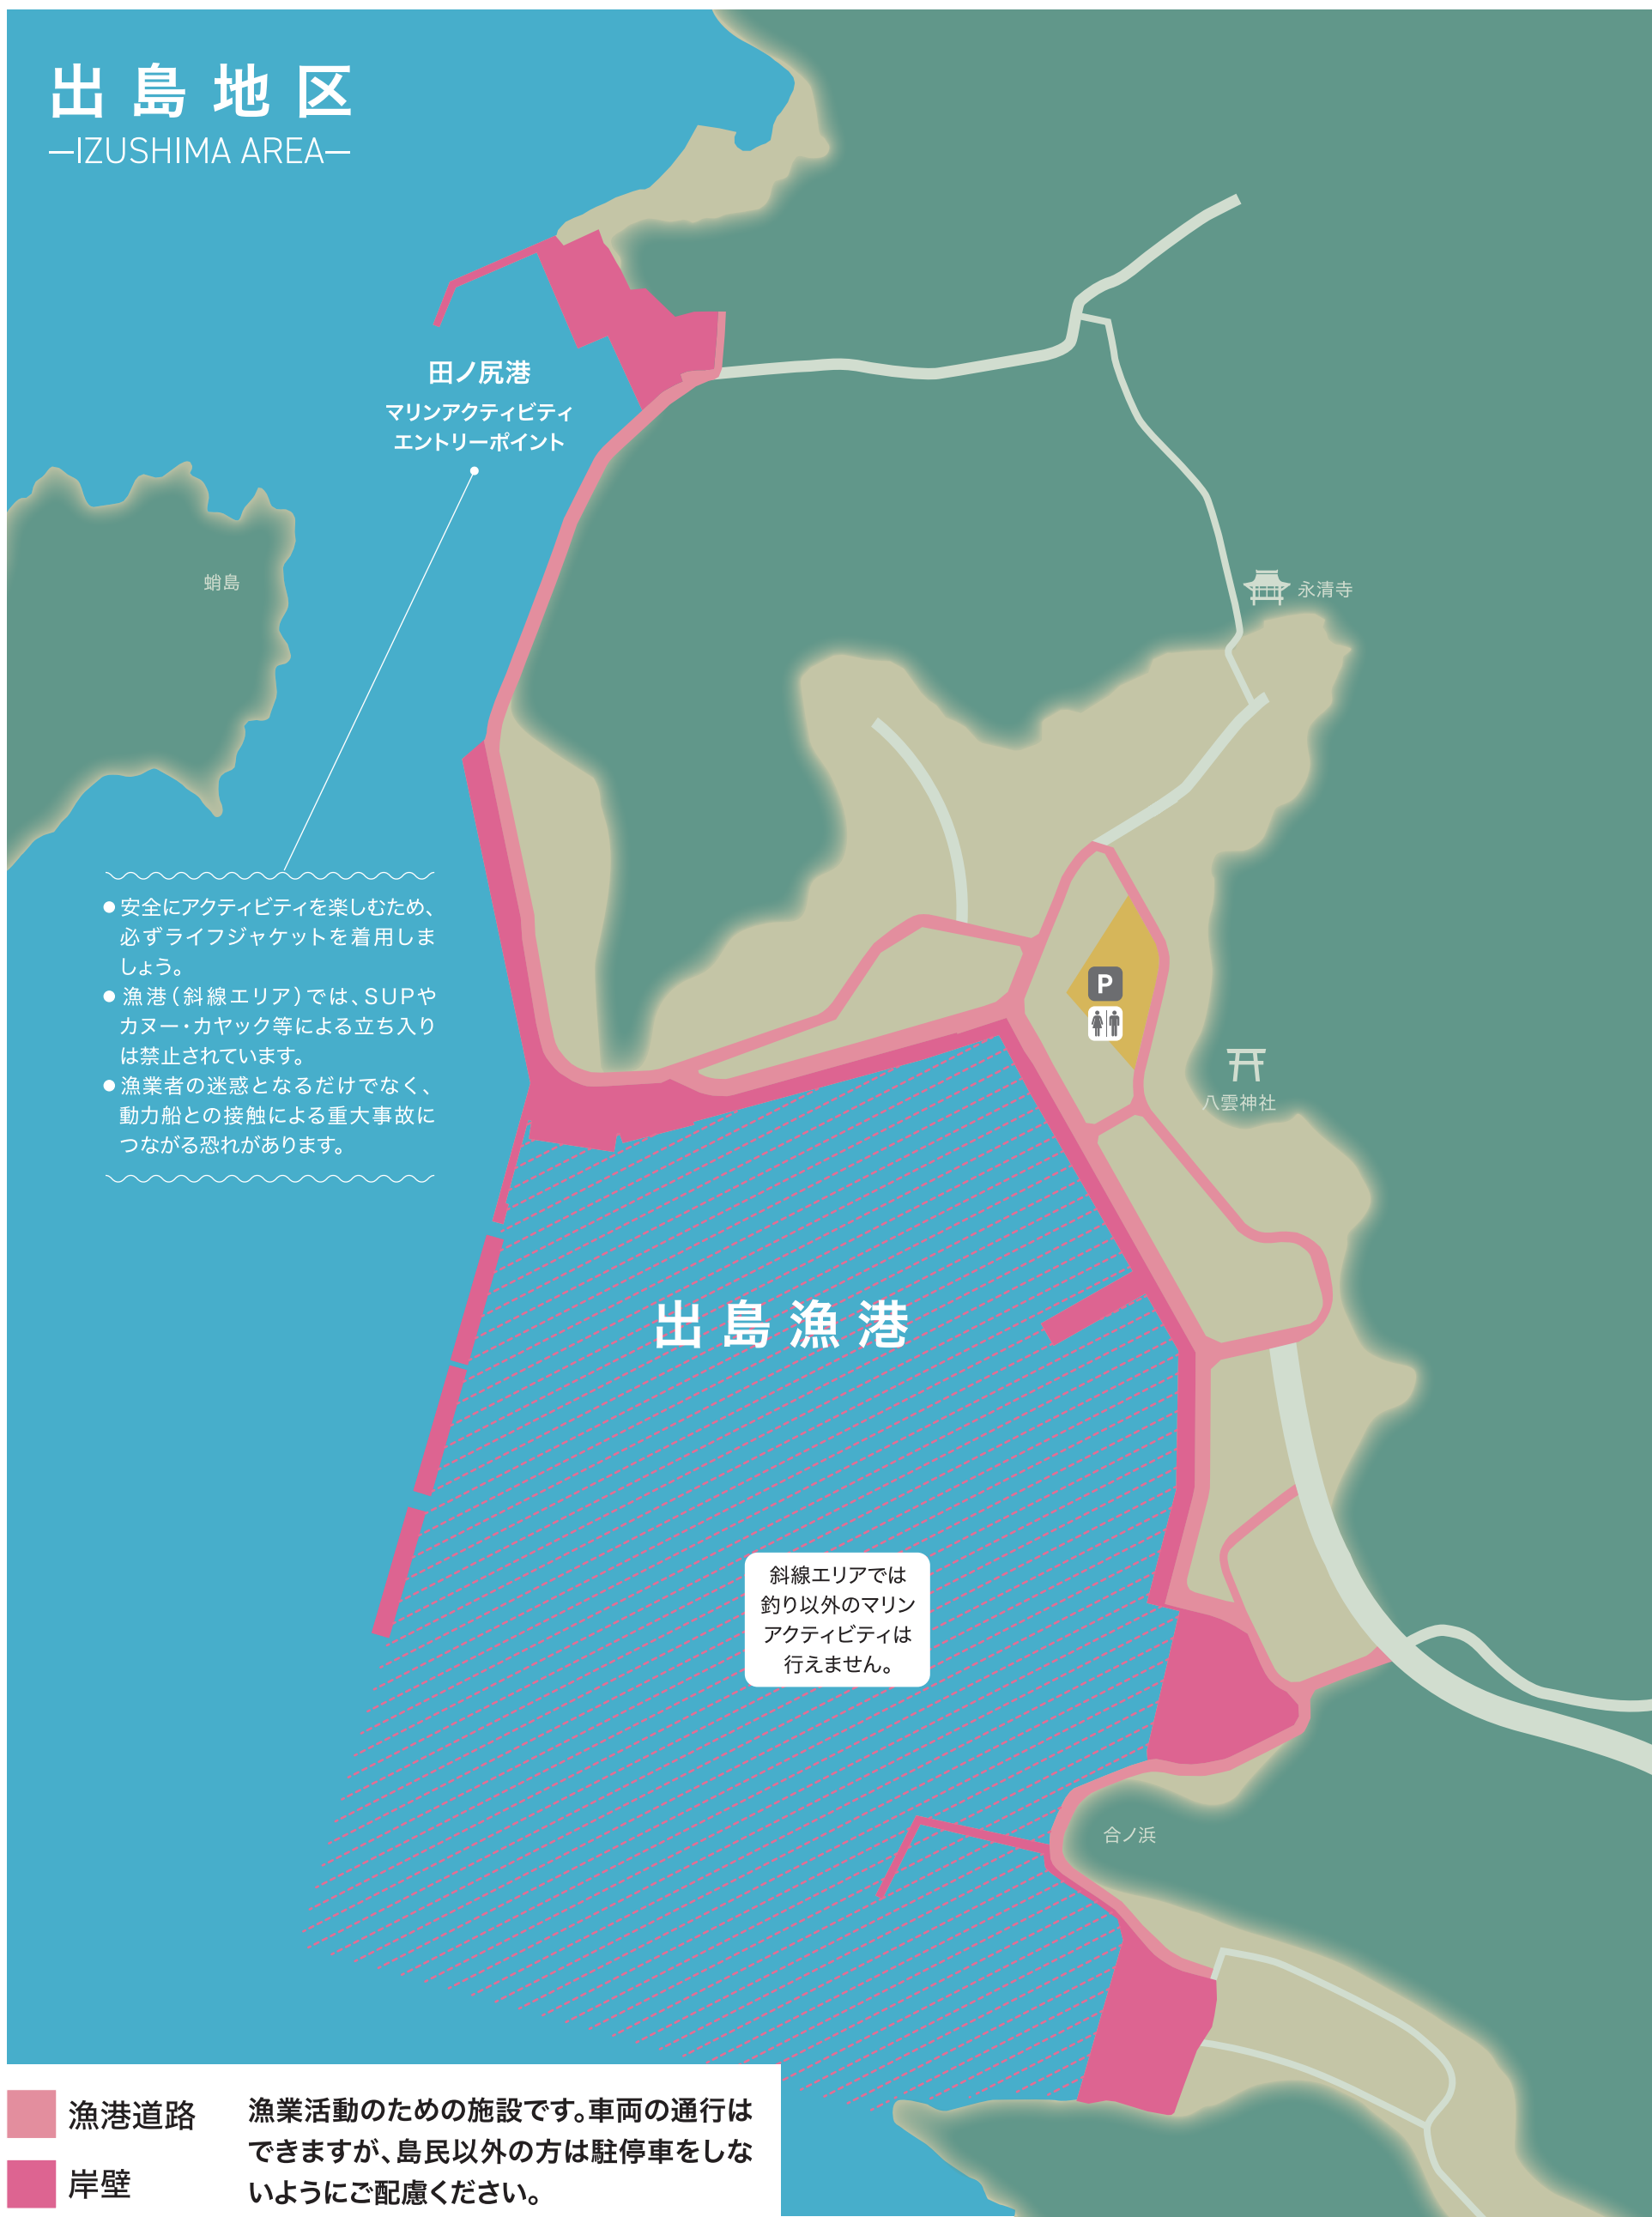 出島地区
—IZUSHIMA AREA—
田ノ尻港
マリンアクティビティ
エントリーポイント
蛸島
永清寺
●安全にアクティビティを楽しむため、
必ずライフジャケットを着用しま
しょう。
●漁港（斜線エリア）では、SUPや
カヌー・カヤック等による立ち入り
は禁止されています。
●漁業者の迷惑となるだけでなく、
動力船との接触による重大事故に
つながる恐れがあります。
P
八雲神社
出島漁港
斜線エリアでは
釣り以外のマリン
アクティビティは
行えません。
合ノ浜
漁港道路
岸壁
漁業活動のための施設です。車両の通行は
できますが、島民以外の方は駐停車をしな
いようにご配慮ください。